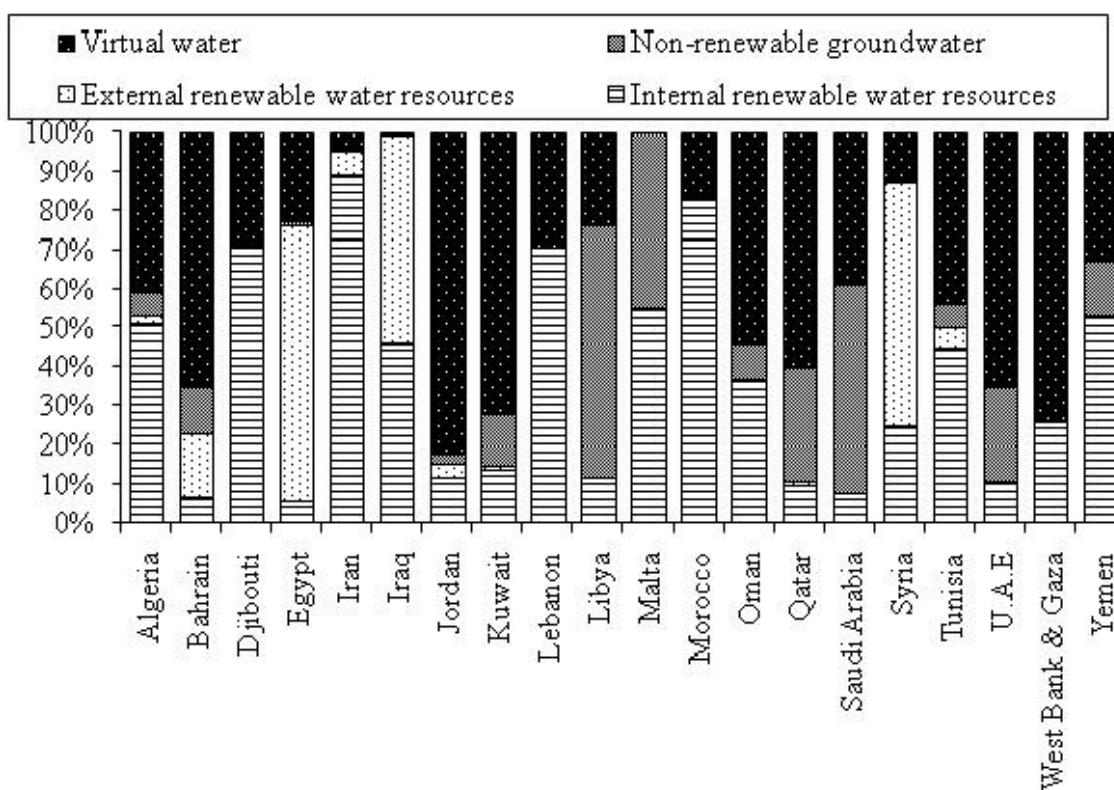 Virtual water Non-renewable groundwater
External renewable water resources Internal renewable water resources
100%
90%
80%
70%
60%
50%
40%
30%
20%
10%
0%
Algeria
Bahrain
Djibouti
Egypt
Iran
Iraq
Jordan
Kuwait
Lebanon
Libya
Malta
Morocco
Oman
Qatar
Saudi Arabia
Syria
Tunisia
U.A.E
West Bank & Gaza
Yemen